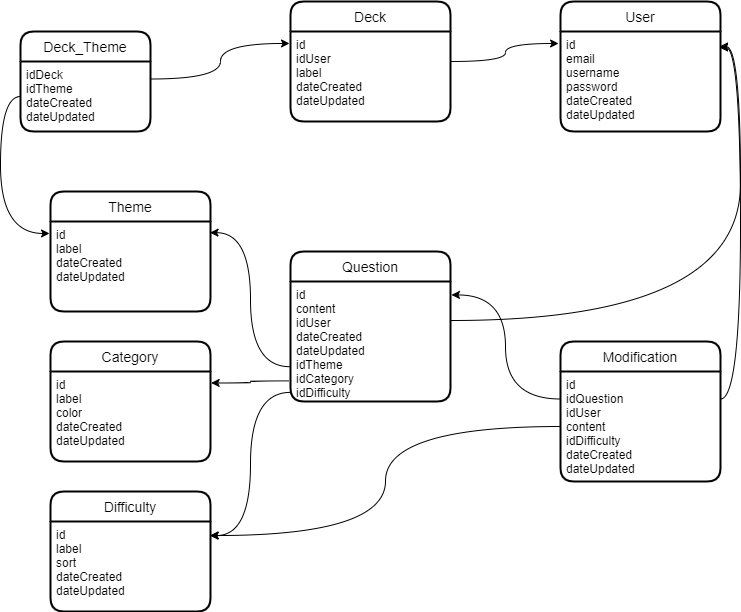 Deck_Theme
idDeck
idTheme
dateCreated
dateUpdated
Deck
id
idUser
label
dateCreated
dateUpdated
User
id
email
username
password
dateCreated
dateUpdated
Theme
id
label
dateCreated
dateUpdated
Question
id
content
idUser
dateCreated
dateUpdated
idTheme
idCategory
idDifficulty
Category
id
label
color
dateCreated
dateUpdated
Modification
id
idQuestion
idUser
content
idDifficulty
dateCreated
dateUpdated
Difficulty
id
label
sort
dateCreated
dateUpdated